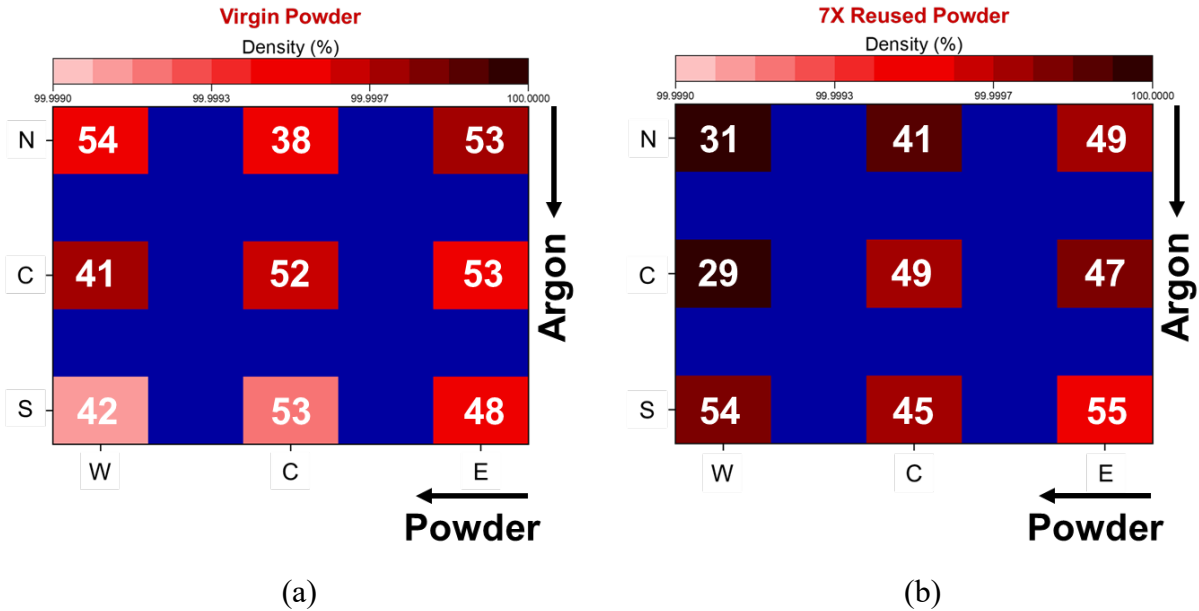 Virgin Powder
Density (%)
99.9990 99.9993 99.9997 100.0000
N 54 38 53
C 41 52 53
S 42 53 48
W C E
Argon
Powder
(a)
7X Reused Powder
Density (%)
99.9990 99.9993 99.9997 100.0000
N 31 41 49
C 29 49 47
S 54 45 55
W C E
Argon
Powder
(b)